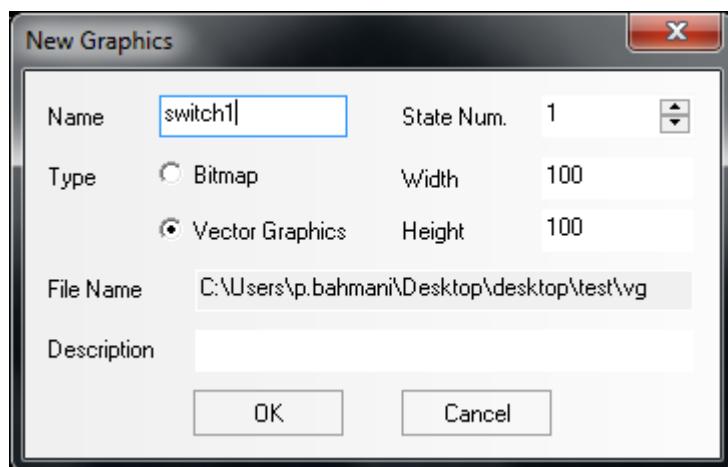 New Graphics
Name switch1 State Num. 1
Type Bitmap Width 100
Vector Graphics Height 100
File Name C:\Users\p.bahmani\Desktop\desktop\test\vg
Description
OK Cancel